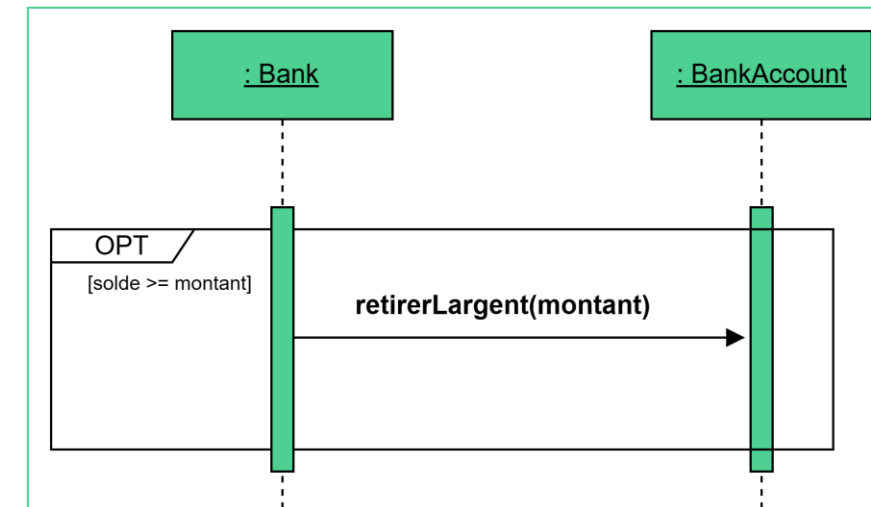 : Bank
: BankAccount
OPT
[solde >= montant]
retirerLargent(montant)